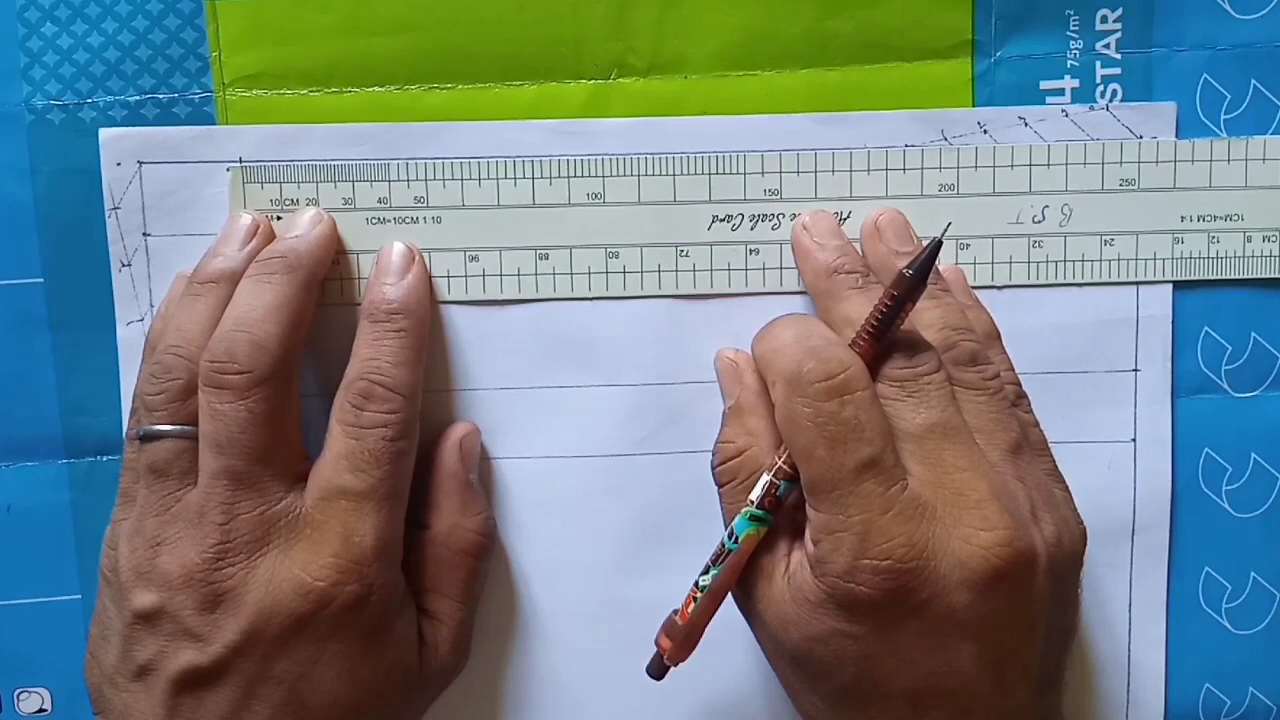 4 75g/m²
STAR
10 CM 20 30 40 50 100 150 200 250
1CM=10CM 1:10
Scale Card
B S.T
1CM=4CM 1:4
96 88 80 72 64 40 32 24 16 12 8 CM